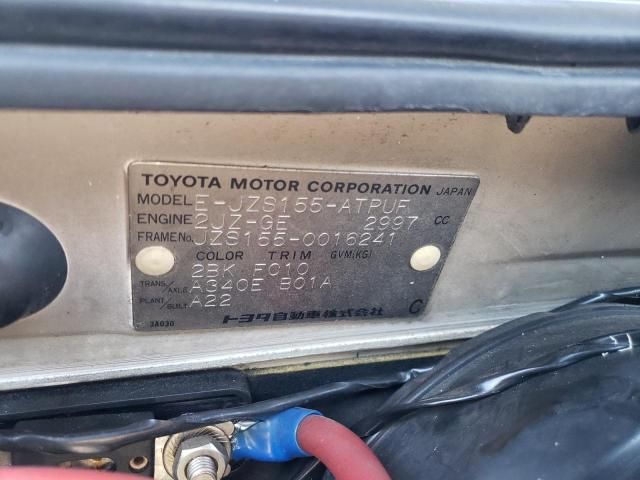 TOYOTA MOTOR CORPORATION JAPAN
MODEL E-JZS155-ATPUF
ENGINE 2JZ-GE 2997 CC
FRAME No. JZS155-0016241
COLOR TRIM GVM(KG)
2BK F010
TRANS./AXLE A340E B01A
PLANT/BUILT A22
3A030 トヨタ自動車株式会社 C